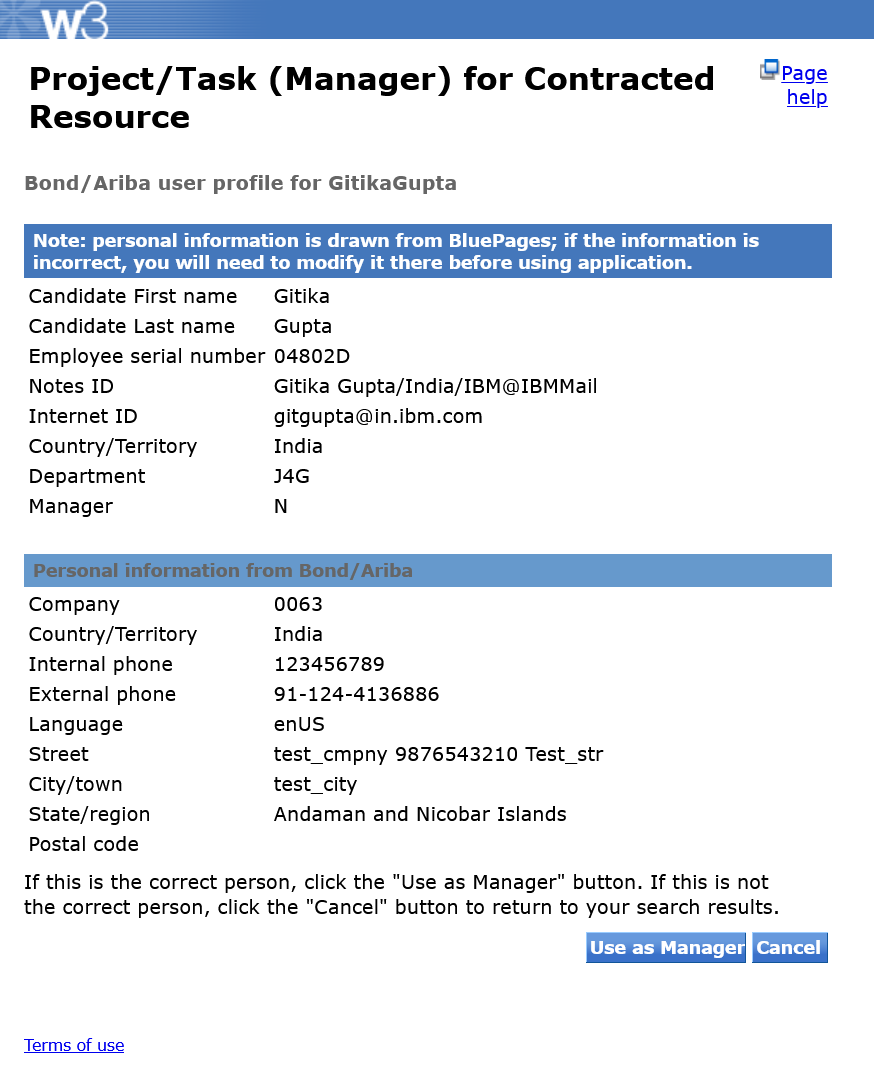 w3
Project/Task (Manager) for Contracted
Resource
Page
help
Bond/Ariba user profile for GitikaGupta
Note: personal information is drawn from BluePages; if the information is
incorrect, you will need to modify it there before using application.
Candidate First name Gitika
Candidate Last name Gupta
Employee serial number 04802D
Notes ID Gitika Gupta/India/IBM@IBMMail
Internet ID gitgupta@in.ibm.com
Country/Territory India
Department J4G
Manager N
Personal information from Bond/Ariba
Company 0063
Country/Territory India
Internal phone 123456789
External phone 91-124-4136886
Language enUS
Street test_cmpny 9876543210 Test_str
City/town test_city
State/region Andaman and Nicobar Islands
Postal code
If this is the correct person, click the "Use as Manager" button. If this is not
the correct person, click the "Cancel" button to return to your search results.
Use as Manager Cancel
Terms of use